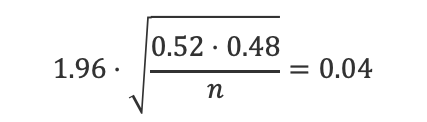 1.96 · √(0.52 · 0.48 / n) = 0.04